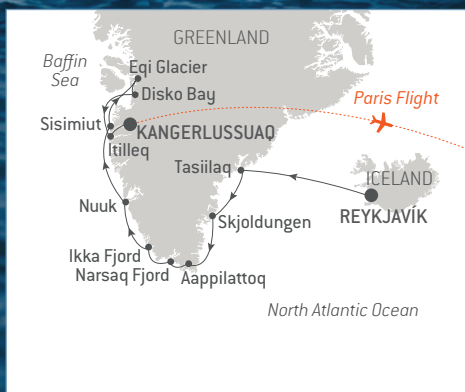 GREENLAND
Baffin
Sea
Eqi Glacier
Disko Bay
Paris Flight
Sisimiut
KANGERLUSSUAQ
Itilleq
Tasiilaq
ICELAND
REYKJAVÍK
Nuuk
Skjoldungen
Ikka Fjord
Narsaq Fjord
Aappilattoq
North Atlantic Ocean